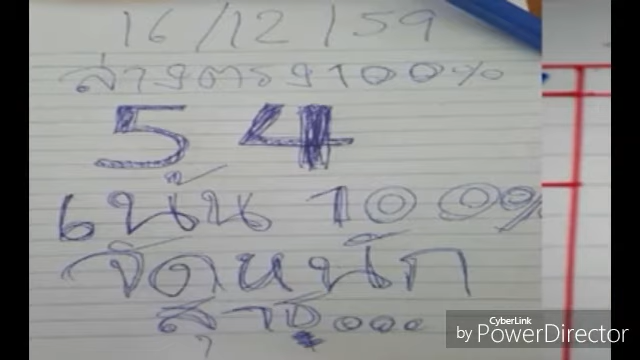 16/12/59
ล่างตรง100%
54
เน้น 1000%
จัดหนัก
สาธุ...
CyberLink
by PowerDirector